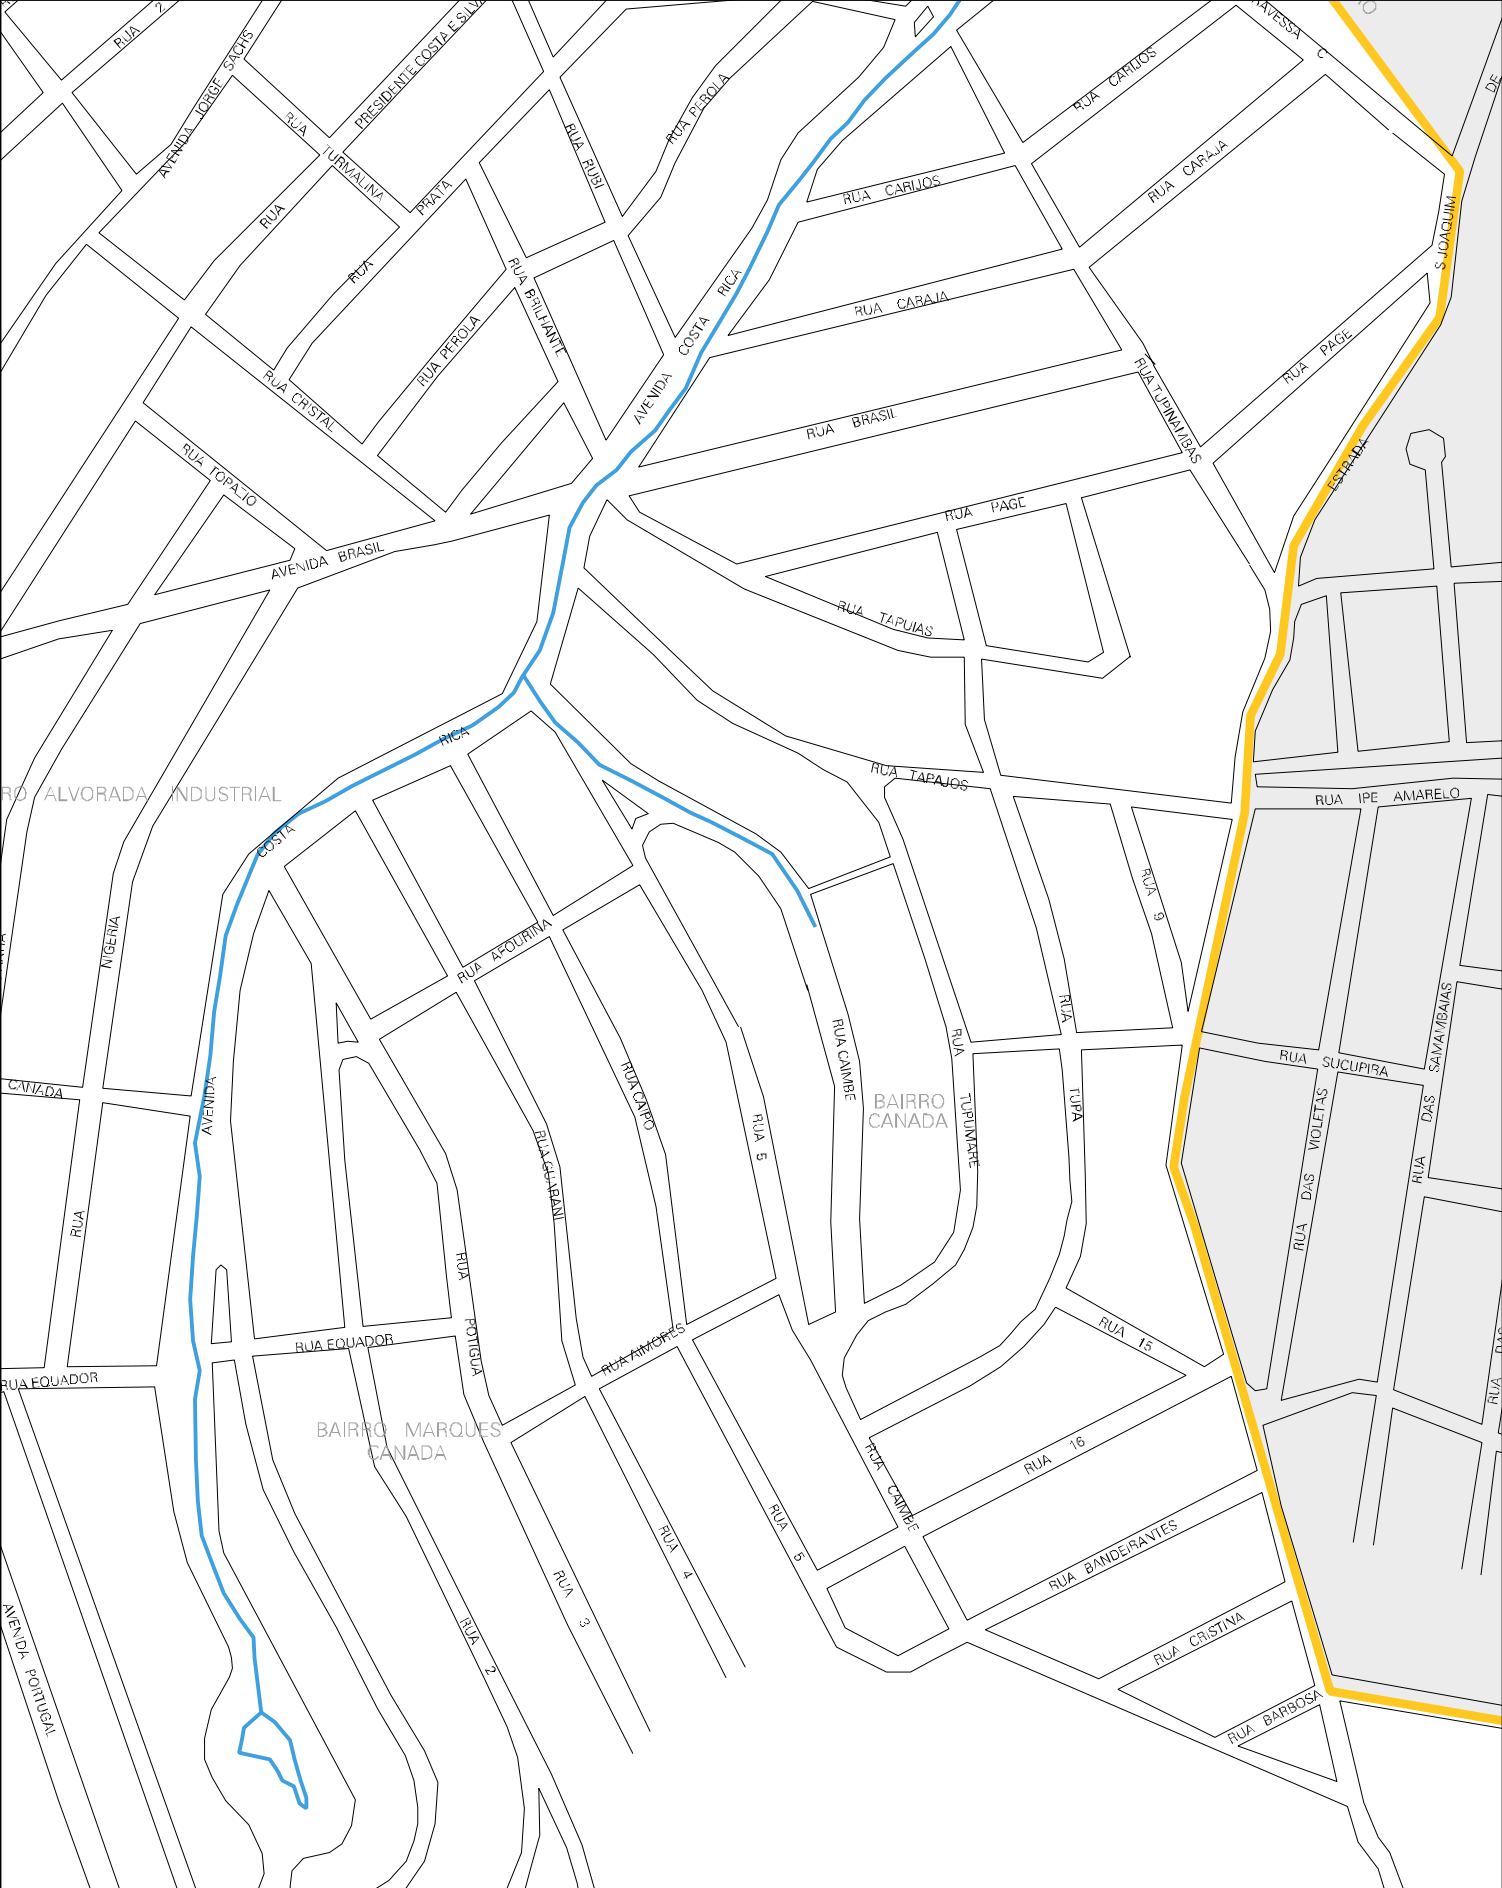 RUA 2
AVENIDA JORGE SACHS
PRESIDENTE COSTA E SILVA
RUA
TURMALINA
RUA
PRATA
RUA
RUA RUBI
RUA PEROLA
RUA CARIJOS
TRAVESSA C
DE
RUA CARAJA
RUA CARIJOS
S JOAQUIM
RUA BRILHANTE
RUA PEROLA
AVENIDA COSTA RICA
RUA CARAJA
RUA PAGE
RUA CRISTAL
RUA TUPINAMBAS
RUA BRASIL
RUA TOPAZIO
ESTRADA
RUA PAGE
AVENIDA BRASIL
RUA TAPUIAS
RICA
COSTA
RO ALVORADA INDUSTRIAL
RUA TAPAJOS
RUA IPE AMARELO
RUA 9
NIGERIA
RUA AFOURINA
RUA
RUA CAIMBE
RUA
RUA SUCUPIRA
SAMAMBAIAS
CANADA
AVENIDA
RUA CAIPO
BAIRRO
CANADA
TUPUMARE
TUPA
RUA 5
RUA GUARANI
RUA DAS VIOLETAS
RUA DAS
RUA
RUA
POTIGUA
RUA EQUADOR
RUA AIMORES
RUA 15
RUA EQUADOR
RUA DAS
BAIRRO MARQUES
CANADA
RUA CAIMBE
RUA 16
RUA 5
RUA 4
RUA 3
RUA 2
RUA BANDEIRANTES
RUA CRISTINA
RUA BARBOSA
AVENIDA PORTUGAL